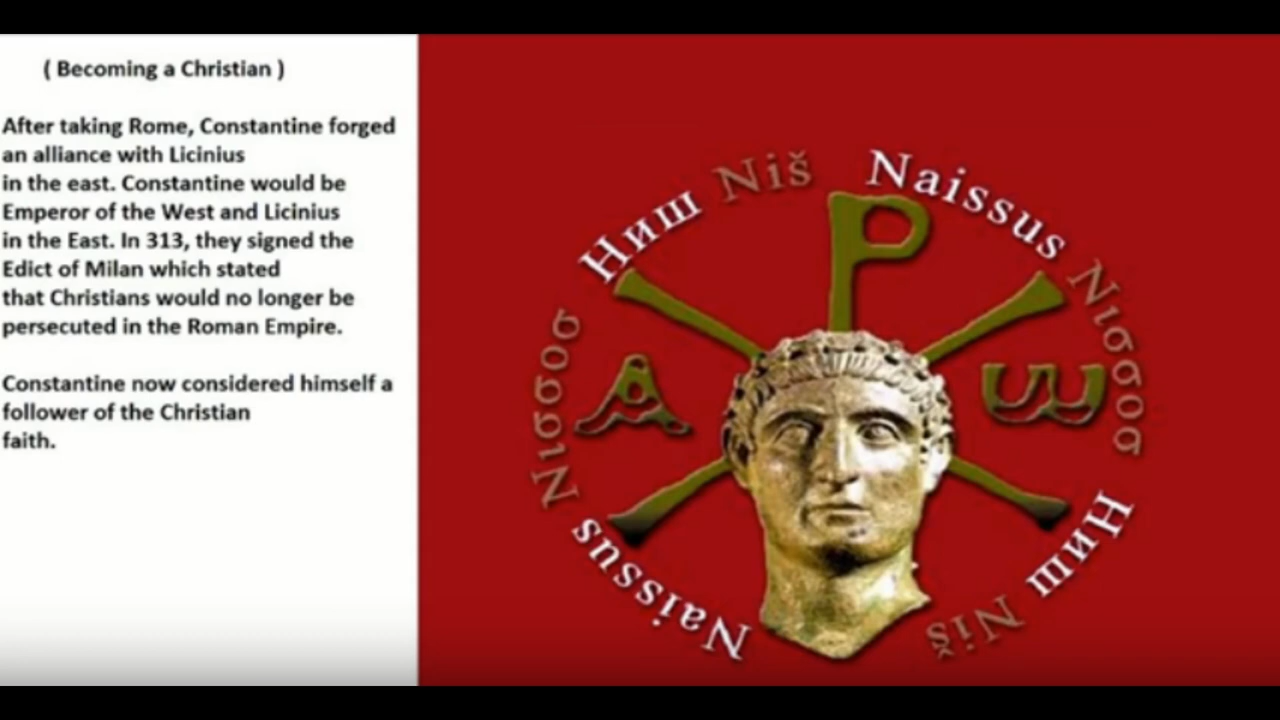 ( Becoming a Christian )
After taking Rome, Constantine forged
an alliance with Licinius
in the east. Constantine would be
Emperor of the West and Licinius
in the East. In 313, they signed the
Edict of Milan which stated
that Christians would no longer be
persecuted in the Roman Empire.
Constantine now considered himself a
follower of the Christian
faith.
Ниш Niš Naissus Νισσος
Ниш Niš Naissus Νισσος
Α Ρ ω